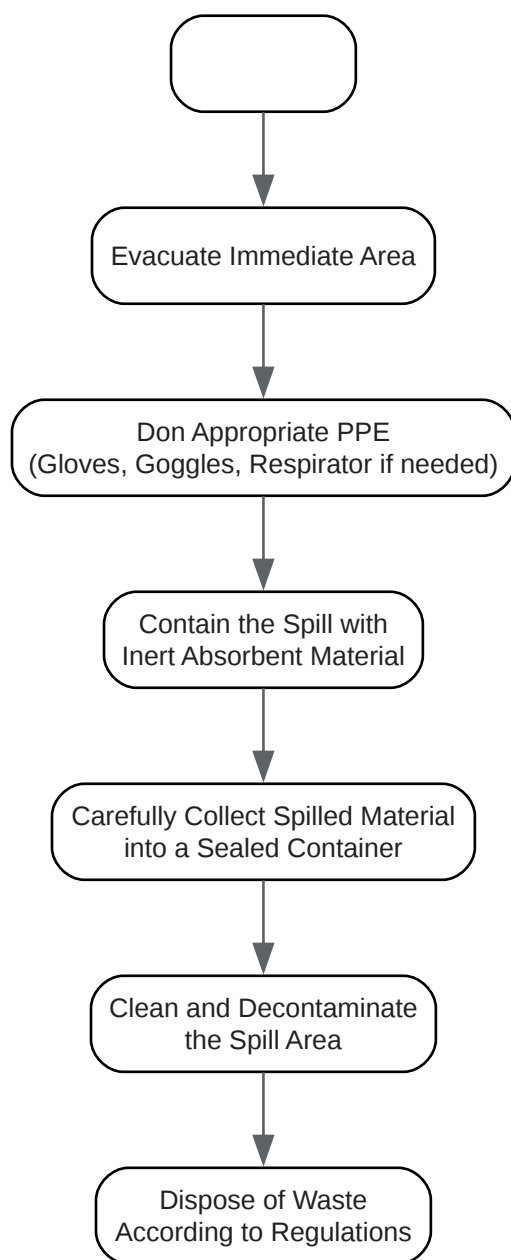 Evacuate Immediate Area
Don Appropriate PPE
(Gloves, Goggles, Respirator if needed)
Contain the Spill with
Inert Absorbent Material
Carefully Collect Spilled Material
into a Sealed Container
Clean and Decontaminate
the Spill Area
Dispose of Waste
According to Regulations